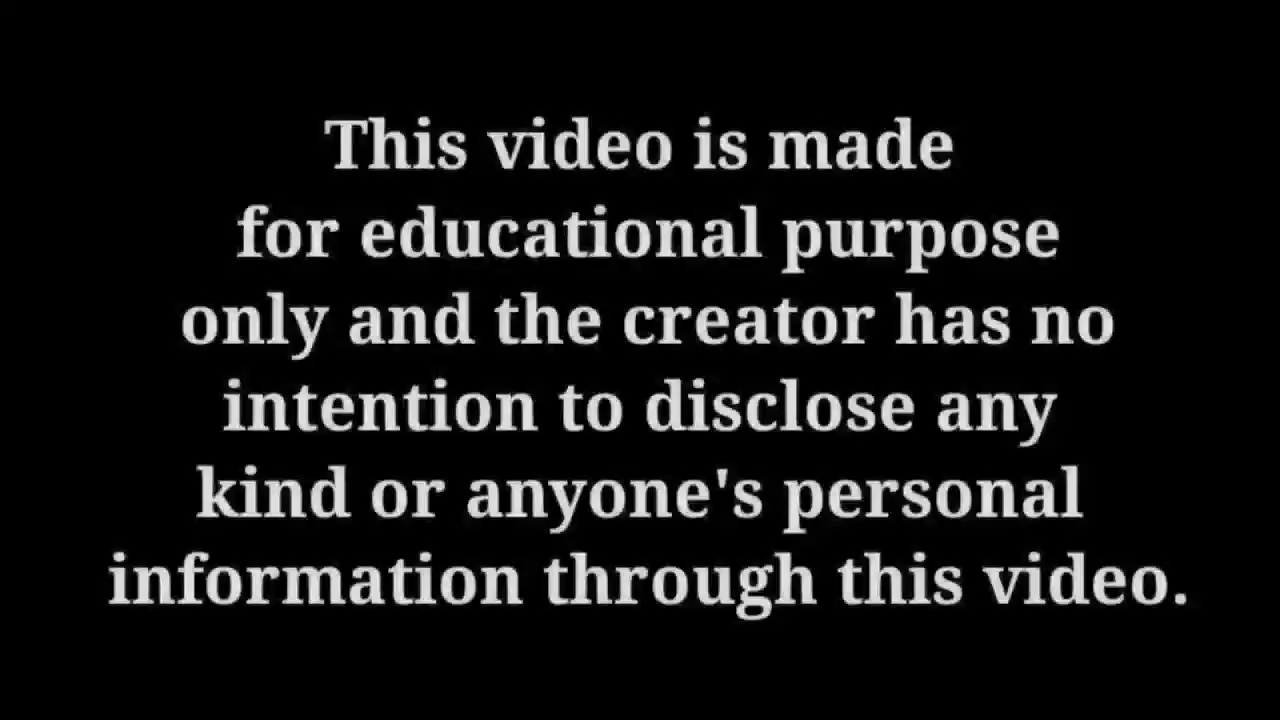 This video is made
for educational purpose
only and the creator has no
intention to disclose any
kind or anyone's personal
information through this video.